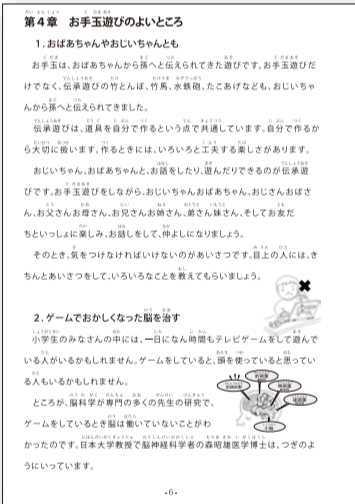 第４章　お手玉遊びのよいところ
１．おばあちゃんやおじいちゃんとも
お手玉は、おばあちゃんから孫へと伝えられてきた遊びです。お手玉遊びだ
けでなく、伝承遊びの竹とんぼ、竹馬、水鉄砲、たこあげなども、おじいちゃ
んから孫へと伝えられてきました。
伝承遊びは、道具を自分で作るという点で共通しています。自分で作るか
ら大切に扱います。作るときには、いろいろと工夫する楽しさがあります。
おじいちゃん、おばあちゃんと、お話をしたり、遊んだりできるのが伝承遊
びです。お手玉遊びをしながら、おじいちゃんおばあちゃん、おじさんおばさ
ん、お父さんお母さん、お兄さんお姉さん、弟さん妹さん、そしてお友だ
ちといっしょに楽しみ、お話しをして、仲よしになりましょう。
そのとき、気をつけなければいけないのがあいさつです。目上の人には、き
ちんとあいさつをして、いろいろなことを教えてもらいましょう。
２．ゲームでおかしくなった脳を治す
小学生のみなさんの中には、一日になん時間もテレビゲームをして遊んで
いる人がいるかもしれません。ゲームをしていると、頭を使っていると思ってい
る人もいるかもしれません。
ところが、脳科学が専門の多くの先生の研究で、
ゲームをしているとき脳は働いていないことがわ
かったのです。日本大学教授で脳神経科学者の森昭雄医学博士は、つぎのよ
うにいっています。
-6-